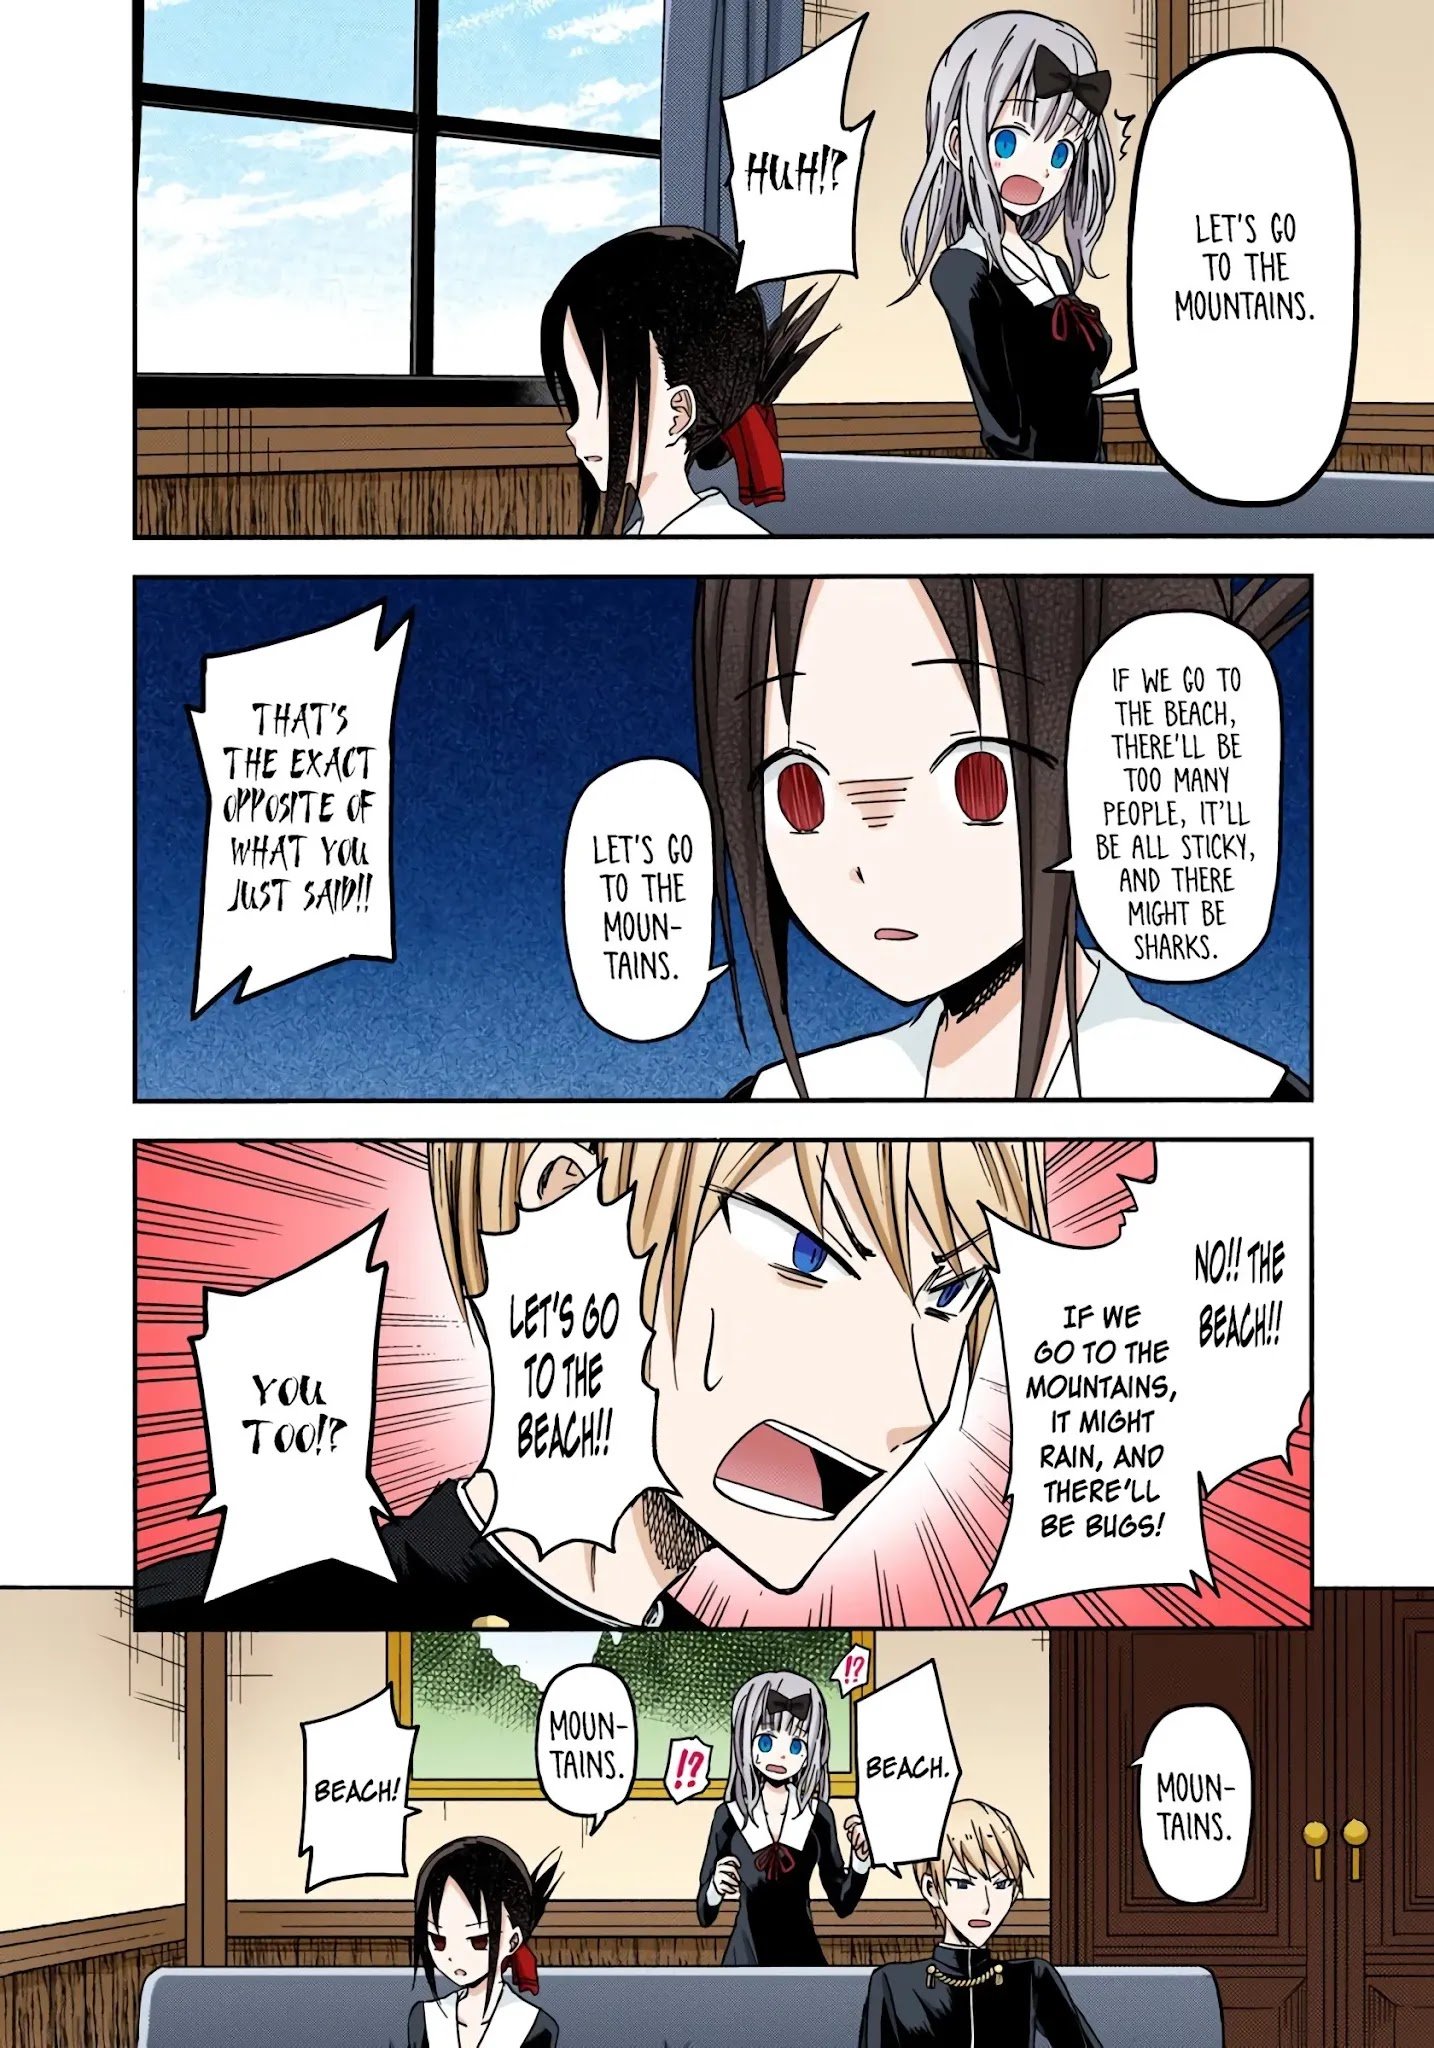 LET'S GO
TO THE
MOUNTAINS.
HUH!?
IF WE GO TO
THE BEACH,
THERE'LL BE
TOO MANY
PEOPLE, IT'LL
BE ALL STICKY,
AND THERE
MIGHT BE
SHARKS.
LET'S GO
TO THE
MOUN-
TAINS.
THAT'S
THE EXACT
OPPOSITE OF
WHAT YOU
JUST SAID!!
NO!! THE
BEACH!!
IF WE
GO TO THE
MOUNTAINS,
IT MIGHT
RAIN, AND
THERE'LL
BE BUGS!
LET'S GO
TO THE
BEACH!!
YOU
TOO!?
MOUN-
TAINS.
BEACH.
!?
!?
MOUN-
TAINS.
BEACH!